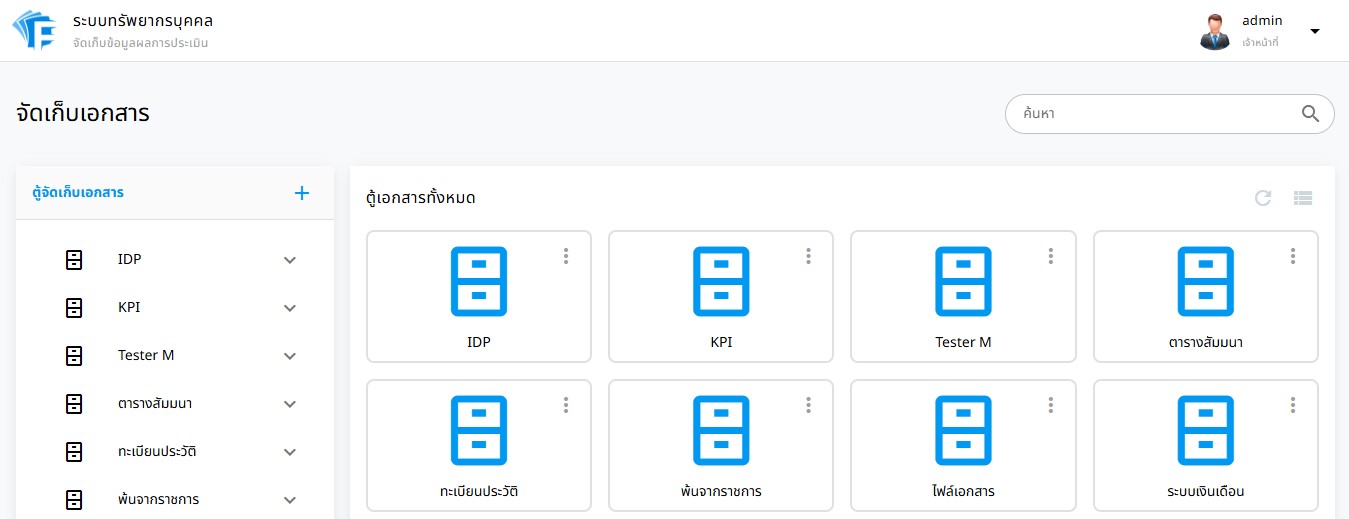 ระบบทรัพยากรบุคคล
จัดเก็บข้อมูลผลการประเมิน
admin
เจ้าหน้าที่
จัดเก็บเอกสาร
ค้นหา
ตู้จัดเก็บเอกสาร
IDP
KPI
Tester M
ตารางสัมมนา
ทะเบียนประวัติ
พ้นจากราชการ
ตู้เอกสารทั้งหมด
IDP
KPI
Tester M
ตารางสัมมนา
ทะเบียนประวัติ
พ้นจากราชการ
ไฟล์เอกสาร
ระบบเงินเดือน